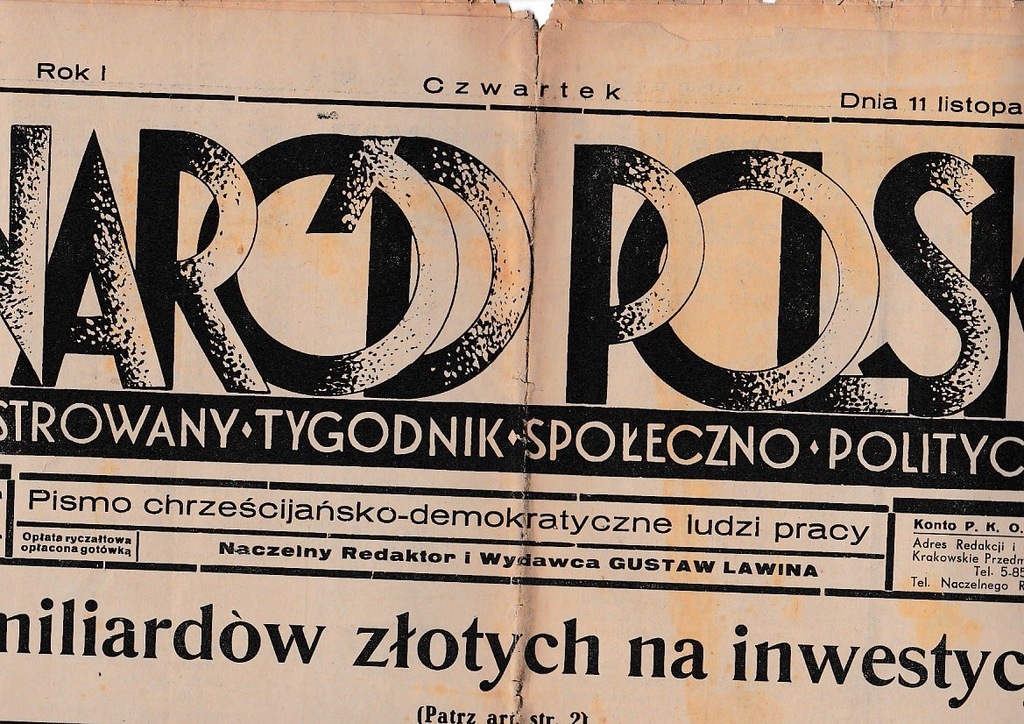 Rok I
Czwartek
Dnia 11 listopa
NARÓD POLSK
STROWANY·TYGODNIK·SPOŁECZNO·POLITYC
Pismo chrześcijańsko-demokratyczne ludzi pracy
Opłata ryczałtowa
opłacona gotówką
Naczelny Redaktor i Wydawca GUSTAW LAWINA
Konto P. K. O.
Adres Redakcji i
Krakowskie Przedm
Tel. 5-85
Tel. Naczelnego R
miliardòw złotych na inwestyc
(Patrz art. str. 2)